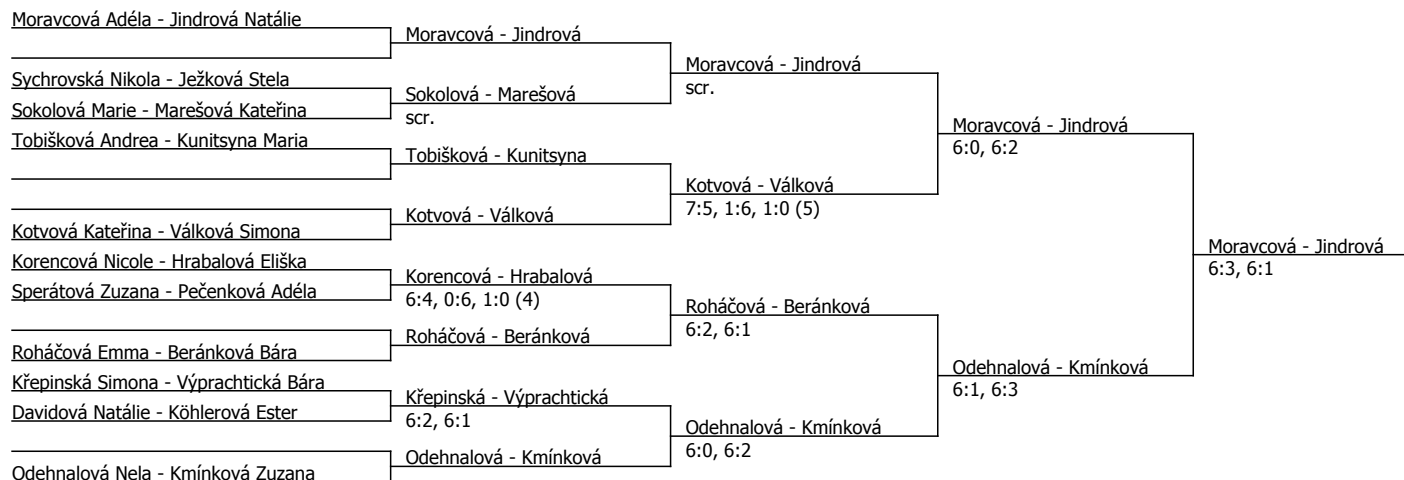 Moravcová Adéla - Jindrová Natálie
Moravcová - Jindrová
Moravcová - Jindrová
scr.
Sychrovská Nikola - Ježková Stela
Sokolová - Marešová
scr.
Sokolová Marie - Marešová Kateřina
Moravcová - Jindrová
6:0, 6:2
Tobišková Andrea - Kunitsyna Maria
Tobišková - Kunitsyna
Kotvová - Válková
7:5, 1:6, 1:0 (5)
Kotvová - Válková
Kotvová Kateřina - Válková Simona
Moravcová - Jindrová
6:3, 6:1
Korencová Nicole - Hrabalová Eliška
Korencová - Hrabalová
6:4, 0:6, 1:0 (4)
Sperátová Zuzana - Pečenková Adéla
Roháčová - Beránková
6:2, 6:1
Roháčová - Beránková
Roháčová Emma - Beránková Bára
Odehnalová - Kmínková
6:1, 6:3
Křepinská Simona - Výprachtická Bára
Křepinská - Výprachtická
6:2, 6:1
Davidová Natálie - Köhlerová Ester
Odehnalová - Kmínková
6:0, 6:2
Odehnalová - Kmínková
Odehnalová Nela - Kmínková Zuzana